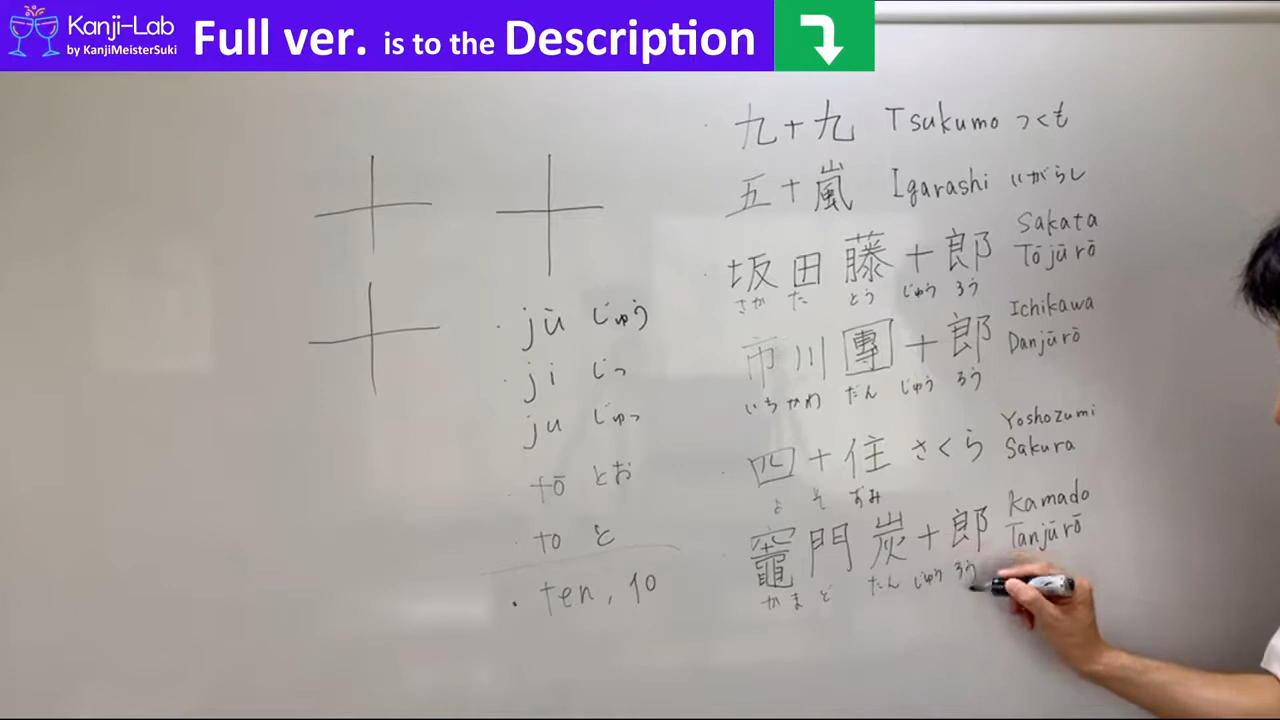 Kanji-Lab
by KanjiMeisterSuki
Full ver. is to the Description
十 十
十
・jū じゅう
・ji じっ
・ju じゅっ
・tō とお
・to と
・ten, 10
・九十九 Tsukumo つくも
五十嵐 Igarashi いがらし
・坂田藤十郎 Sakata Tōjūrō
さか た とう じゅう ろう
市川團十郎 Ichikawa Danjūrō
いち かわ だん じゅう ろう
・四十住さくら Yoshozumi Sakura
よ そ ずみ
・竈門炭十郎 Kamado Tanjūrō
かま ど たん じゅう ろう